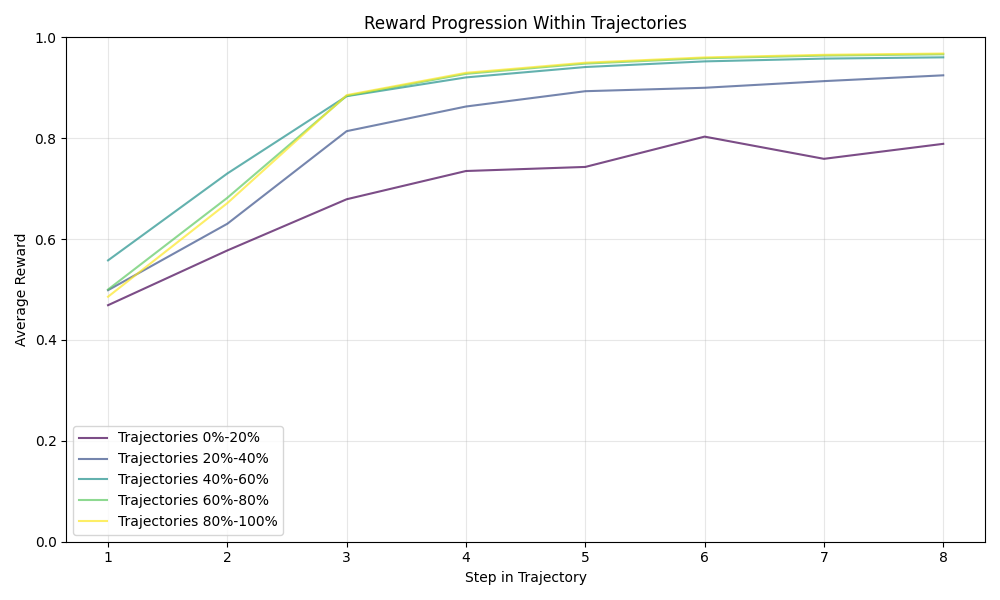 Reward Progression Within Trajectories
Average Reward
1.0
0.8
0.6
0.4
0.2
0.0
Trajectories 0%-20%
Trajectories 20%-40%
Trajectories 40%-60%
Trajectories 60%-80%
Trajectories 80%-100%
1 2 3 4 5 6 7 8
Step in Trajectory